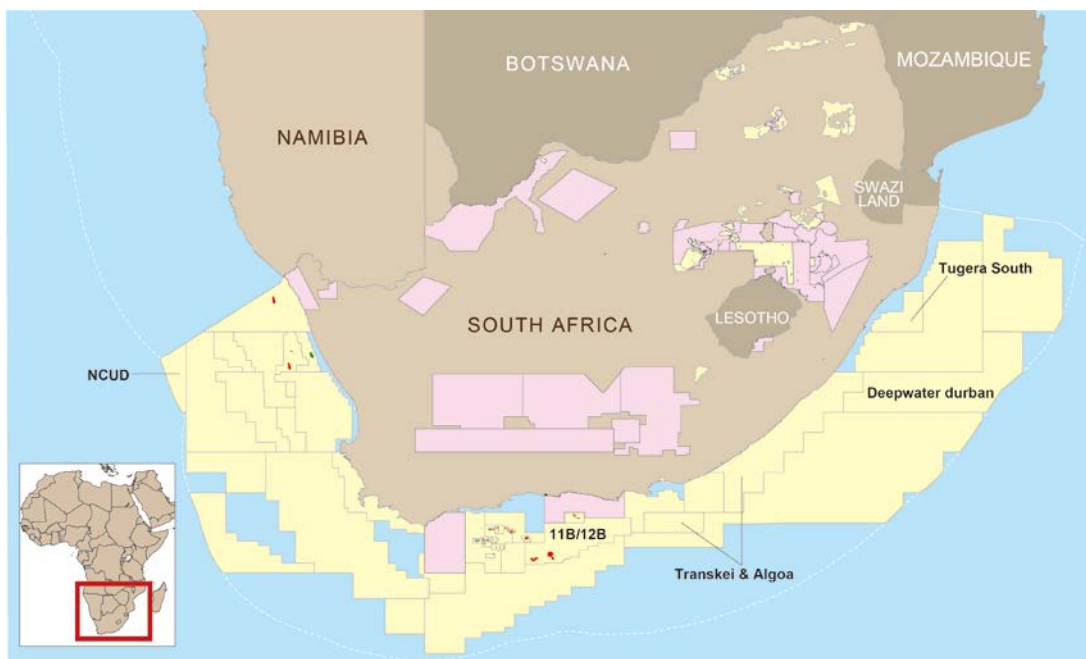 BOTSWANA
MOZAMBIQUE
NAMIBIA
SWAZI
LAND
Tugera South
SOUTH AFRICA
LESOTHO
NCUD
Deepwater durban
11B/12B
Transkei & Algoa